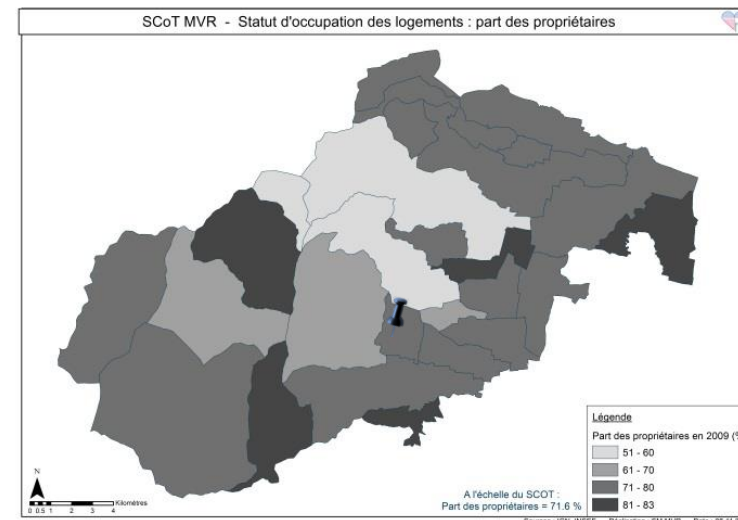 SCoT MVR - Statut d'occupation des logements : part des propriétaires
Légende
Part des propriétaires en 2009 (%
51 - 60
61 - 70
71 - 80
81 - 83
N
Kilomètres
0 0.5 1 2 3 4
A l'échelle du SCOT :
Part des propriétaires = 71.6 %